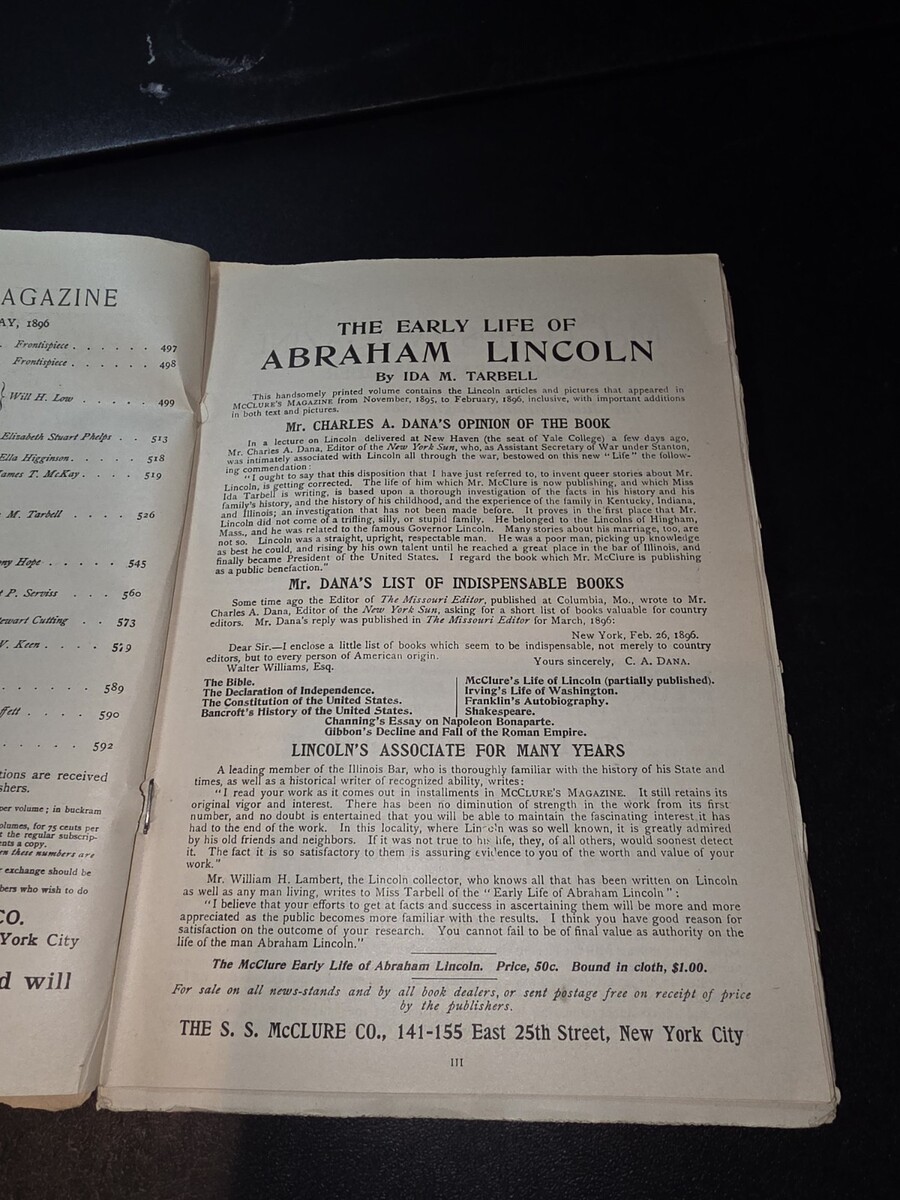 AGAZINE
AY, 1896
Frontispiece . . . . . . 497
Frontispiece . . . . . . 498
Will H. Low . . . . . 499
Elizabeth Stuart Phelps . . 513
Ella Higginson . . . . . 518
James T. McKay . . . . 519
M. Tarbell . . . . 526
ny Hope . . . . . 545
P. Serviss . . . 560
ewart Cutting . . 573
W. Keen . . . .
. . . . . . 589
ffett . . . . 590
. . . . . 592
tions are received
shers.
per volume; in buckram
olumes, for 75 cents per
t the regular subscrip-
ents a copy.
en these numbers are
exchange should be
bers who wish to do
CO.
York City
d will
THE EARLY LIFE OF
ABRAHAM LINCOLN
By IDA M. TARBELL
This handsomely printed volume contains the Lincoln articles and pictures that appeared in
McCLURE'S MAGAZINE from November, 1895, to February, 1896, inclusive, with important additions
in both text and pictures.
Mr. CHARLES A. DANA'S OPINION OF THE BOOK
In a lecture on Lincoln delivered at New Haven (the seat of Yale College) a few days ago,
Mr. Charles A. Dana, Editor of the New York Sun, who, as Assistant Secretary of War under Stanton,
was intimately associated with Lincoln all through the war, bestowed on this new "Life" the follow-
ing commendation:
"I ought to say that this disposition that I have just referred to, to invent queer stories about Mr.
Lincoln, is getting corrected. The life of him which Mr. McClure is now publishing, and which Miss
Ida Tarbell is writing, is based upon a thorough investigation of the facts in his history and his
family's history, and the history of his childhood, and the experience of the family in Kentucky, Indiana,
and Illinois; an investigation that has not been made before. It proves in the first place that Mr.
Lincoln did not come of a trifling, silly, or stupid family. He belonged to the Lincolns of Hingham,
Mass., and he was related to the famous Governor Lincoln. Many stories about his marriage, too, are
not so. Lincoln was a straight, upright, respectable man. He was a poor man, picking up knowledge
as best he could, and rising by his own talent until he reached a great place in the bar of Illinois, and
finally became President of the United States. I regard the book which Mr. McClure is publishing
as a public benefaction."
Mr. DANA'S LIST OF INDISPENSABLE BOOKS
Some time ago the Editor of The Missouri Editor, published at Columbia, Mo., wrote to Mr.
Charles A. Dana, Editor of the New York Sun, asking for a short list of books valuable for country
editors. Mr. Dana's reply was published in The Missouri Editor for March, 1896:
New York, Feb. 26, 1896.
Dear Sir.—I enclose a little list of books which seem to be indispensable, not merely to country
editors, but to every person of American origin. Yours sincerely, C. A. DANA.
Walter Williams, Esq.
The Bible.
The Declaration of Independence.
The Constitution of the United States.
Bancroft's History of the United States.
McClure's Life of Lincoln (partially published).
Irving's Life of Washington.
Franklin's Autobiography.
Shakespeare.
Channing's Essay on Napoleon Bonaparte.
Gibbon's Decline and Fall of the Roman Empire.
LINCOLN'S ASSOCIATE FOR MANY YEARS
A leading member of the Illinois Bar, who is thoroughly familiar with the history of his State and
times, as well as a historical writer of recognized ability, writes:
"I read your work as it comes out in installments in McCLURE'S MAGAZINE. It still retains its
original vigor and interest. There has been no diminution of strength in the work from its first
number, and no doubt is entertained that you will be able to maintain the fascinating interest it has
had to the end of the work. In this locality, where Lincoln was so well known, it is greatly admired
by his old friends and neighbors. If it was not true to his life, they, of all others, would soonest detect
it. The fact it is so satisfactory to them is assuring evidence to you of the worth and value of your
work."
Mr. William H. Lambert, the Lincoln collector, who knows all that has been written on Lincoln
as well as any man living, writes to Miss Tarbell of the "Early Life of Abraham Lincoln":
"I believe that your efforts to get at facts and success in ascertaining them will be more and more
appreciated as the public becomes more familiar with the results. I think you have good reason for
satisfaction on the outcome of your research. You cannot fail to be of final value as authority on the
life of the man Abraham Lincoln."
The McClure Early Life of Abraham Lincoln. Price, 50c. Bound in cloth, $1.00.
For sale on all news-stands and by all book dealers, or sent postage free on receipt of price
by the publishers.
THE S. S. McCLURE CO., 141-155 East 25th Street, New York City
III